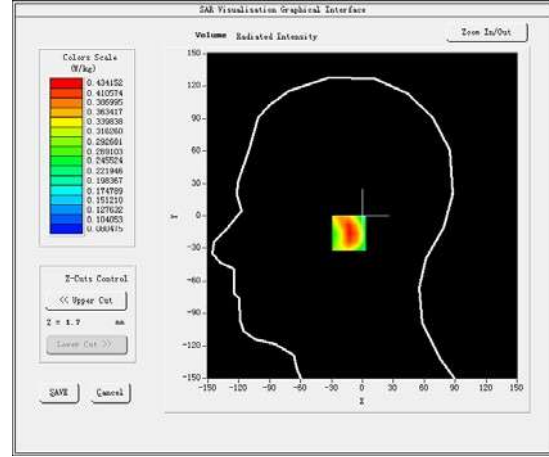 SAR Visualisation Graphical Interface
Volume Radiated Intensity
Zoom In/Out
Colors Scale
(W/kg)
0.434152
0.410574
0.386995
0.363417
0.339838
0.316260
0.292681
0.269103
0.245524
0.221946
0.198367
0.174789
0.151210
0.127632
0.104053
0.080475
Z-Cuts Control
<< Upper Cut
Z = 1.7 mm
Lower Cut >>
SAVE Cancel
150
120
90
60
30
0
-30
-60
-90
-120
-150
Y
-150 -120 -90 -60 -30 0 30 60 90 120 150
X